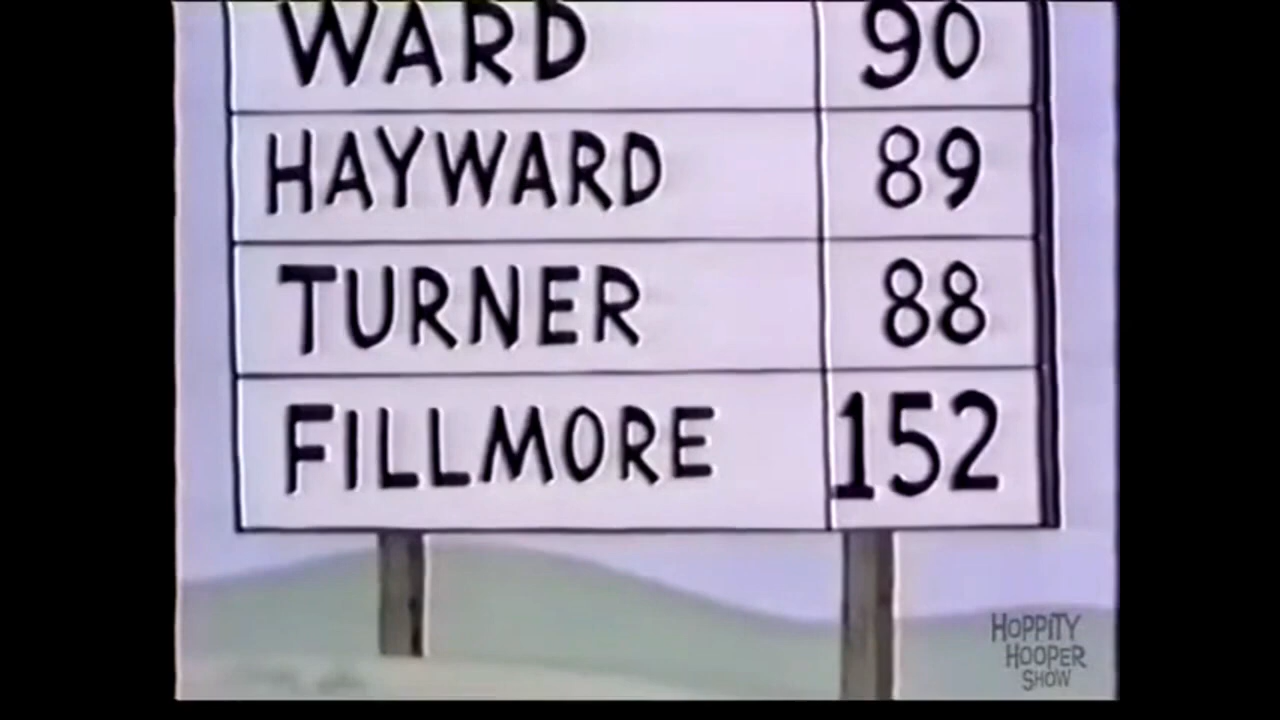 WARD 90
HAYWARD 89
TURNER 88
FILLMORE 152
HOPPITY
HOOPER
SHOW